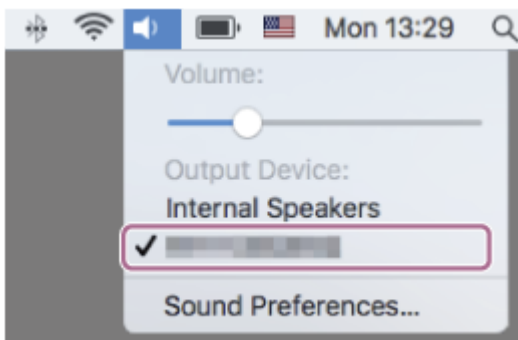 Mon 13:29
Volume:
Output Device:
Internal Speakers
Sound Preferences...